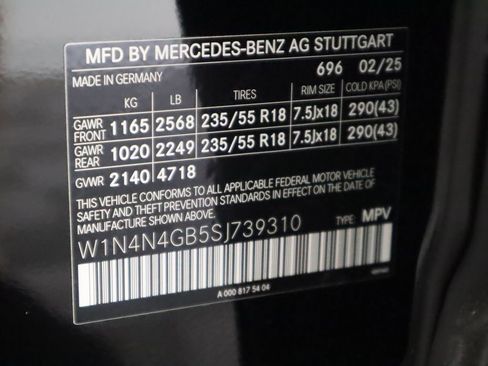 MFD BY MERCEDES-BENZ AG STUTTGART
MADE IN GERMANY 696 02/25
KG LB TIRES RIM SIZE COLD KPA (PSI)
GAWR FRONT 1165 2568 235/55 R18 7.5Jx18 290(43)
GAWR REAR 1020 2249 235/55 R18 7.5Jx18 290(43)
GVWR 2140 4718
THIS VEHICLE CONFORMS TO ALL APPLICABLE FEDERAL MOTOR VEHICLE
SAFETY AND THEFT PREVENTION STANDARDS IN EFFECT ON THE DATE OF
MANUFACTURE SHOWN ABOVE.
W1N4N4GB5SJ739310 TYPE: MPV
A 000 817 54 04